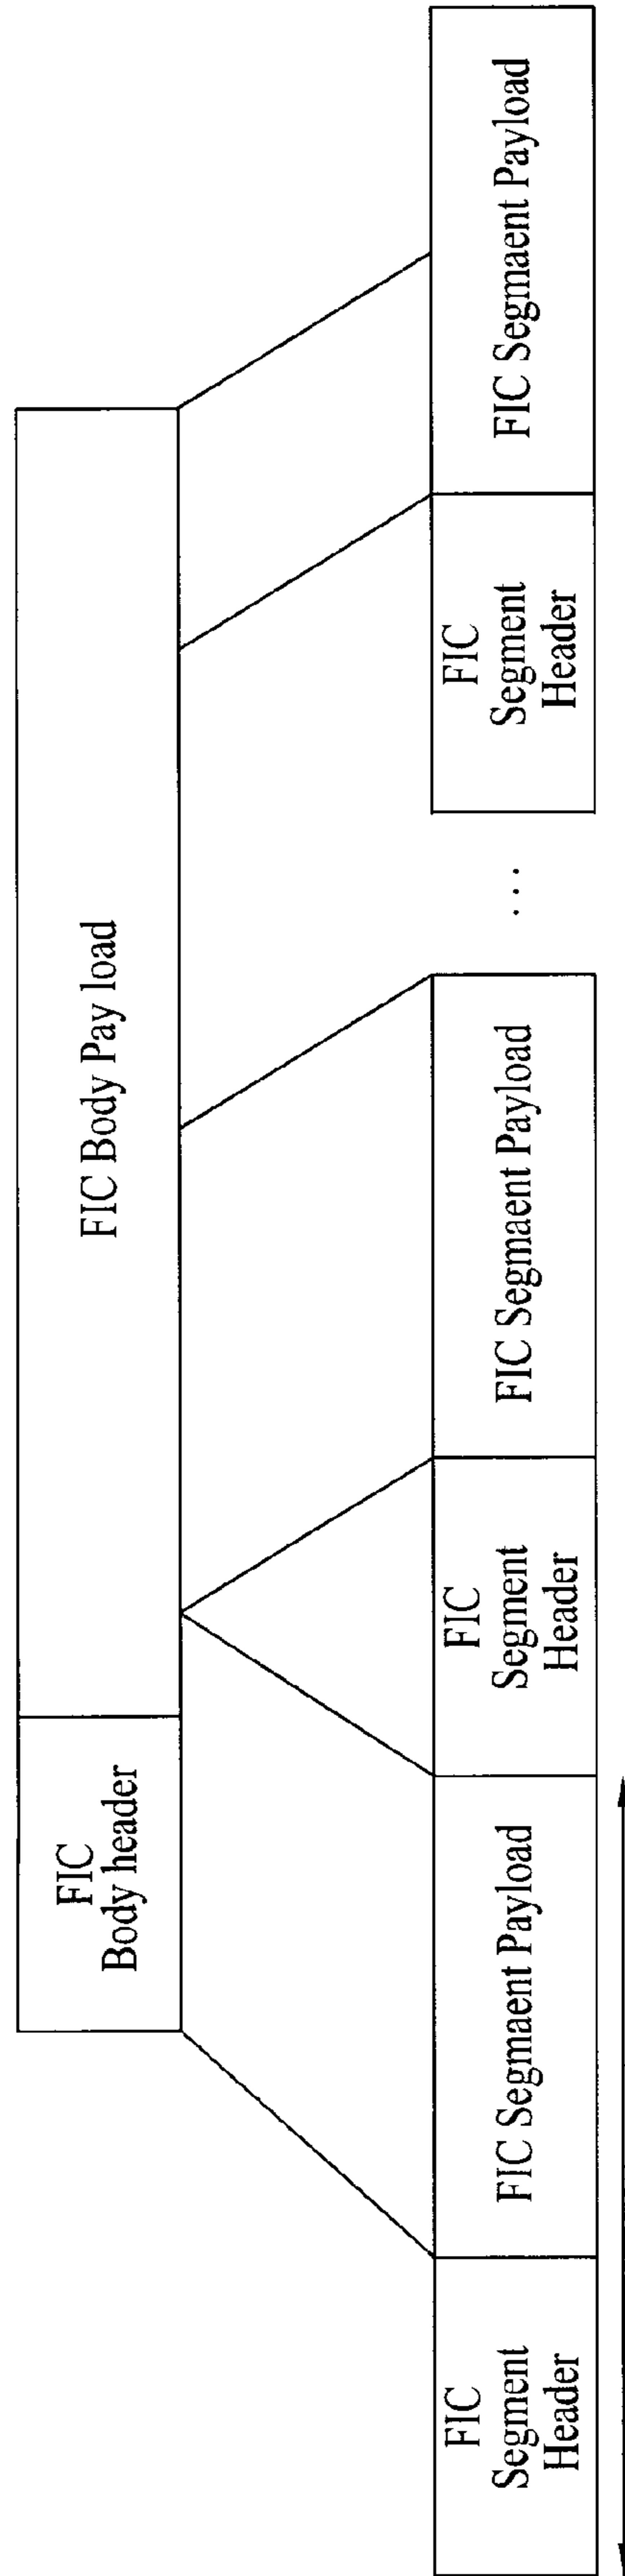 FIC
Body header
FIC Body Pay load
FIC
Segment
Header
FIC Segmaent Payload
FIC
Segment
Header
FIC Segmaent Payload
...
FIC
Segment
Header
FIC Segmaent Payload